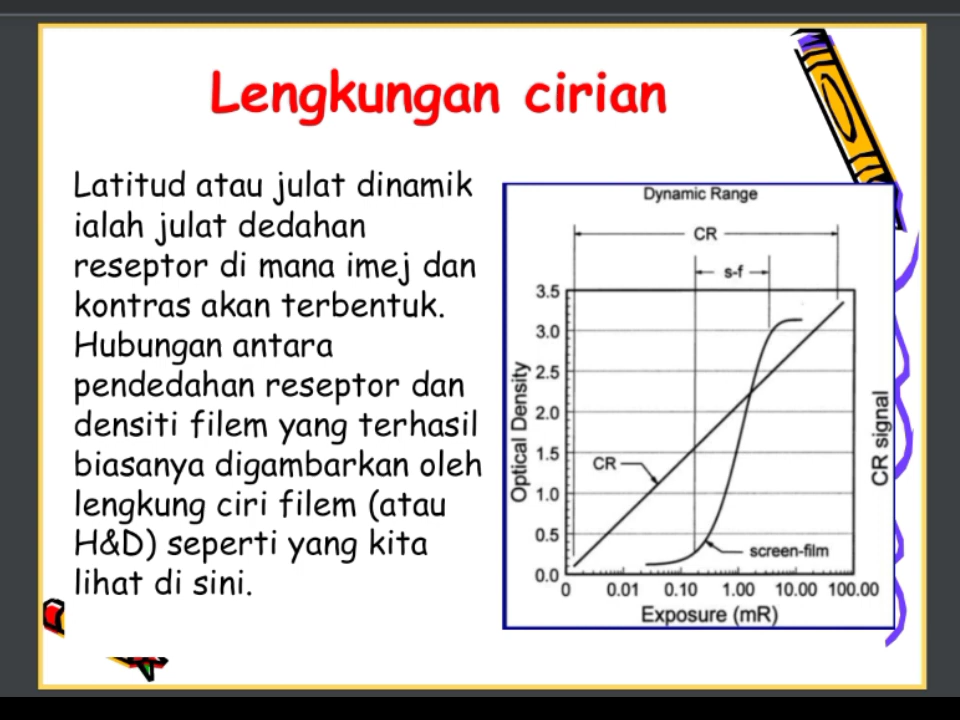 Lengkungan cirian
Latitud atau julat dinamik
ialah julat dedahan
reseptor di mana imej dan
kontras akan terbentuk.
Hubungan antara
pendedahan reseptor dan
densiti filem yang terhasil
biasanya digambarkan oleh
lengkung ciri filem (atau
H&D) seperti yang kita
lihat di sini.
Dynamic Range
CR
s-f
3.5
3.0
2.5
2.0
1.5
1.0
0.5
0.0
Optical Density
CR
screen-film
CR signal
0 0.01 0.10 1.00 10.00 100.00
Exposure (mR)